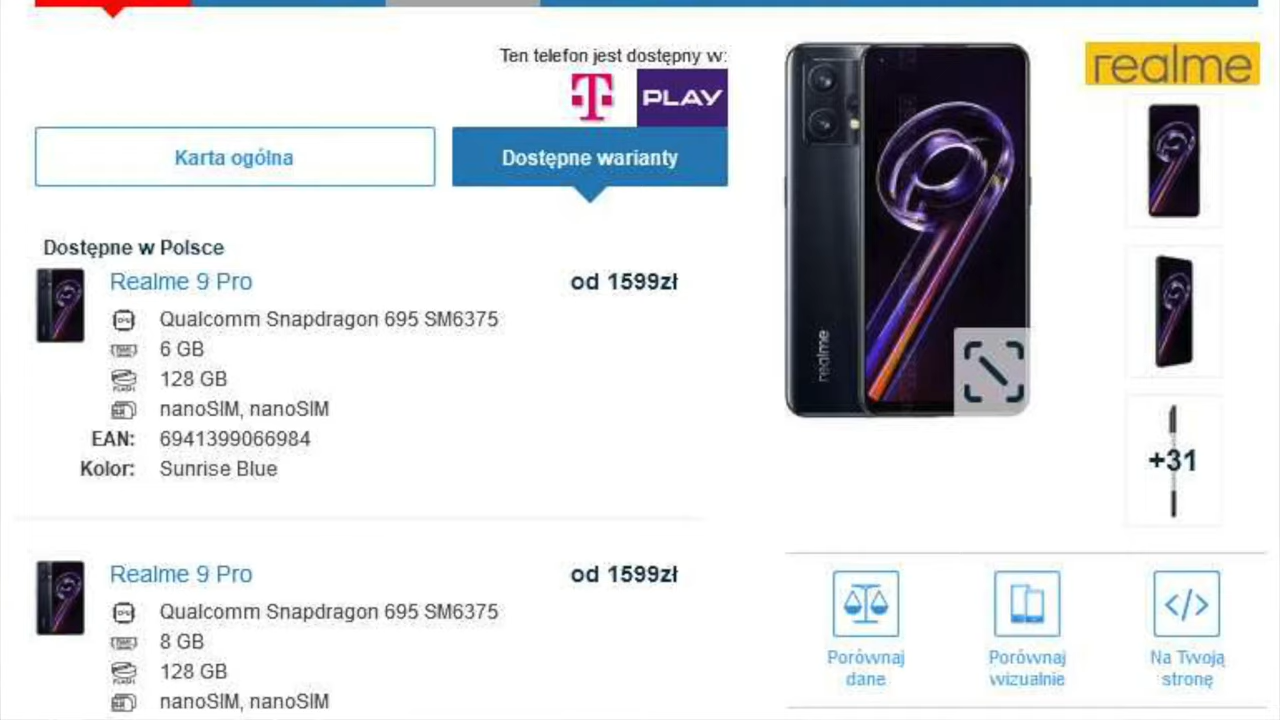 Ten telefon jest dostępny w:
T
PLAY
Karta ogólna
Dostępne warianty
Dostępne w Polsce
Realme 9 Pro
od 1599zł
Qualcomm Snapdragon 695 SM6375
6 GB
128 GB
nanoSIM, nanoSIM
EAN: 6941399066984
Kolor: Sunrise Blue
Realme 9 Pro
od 1599zł
Qualcomm Snapdragon 695 SM6375
8 GB
128 GB
nanoSIM, nanoSIM
realme
9
realme
+31
Porównaj
dane
Porównaj
wizualnie
</>
Na Twoją
stronę